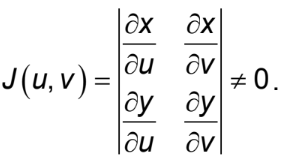 J(u,v) = | ∂x/∂u ∂x/∂v |
| ∂y/∂u ∂y/∂v | ≠ 0.